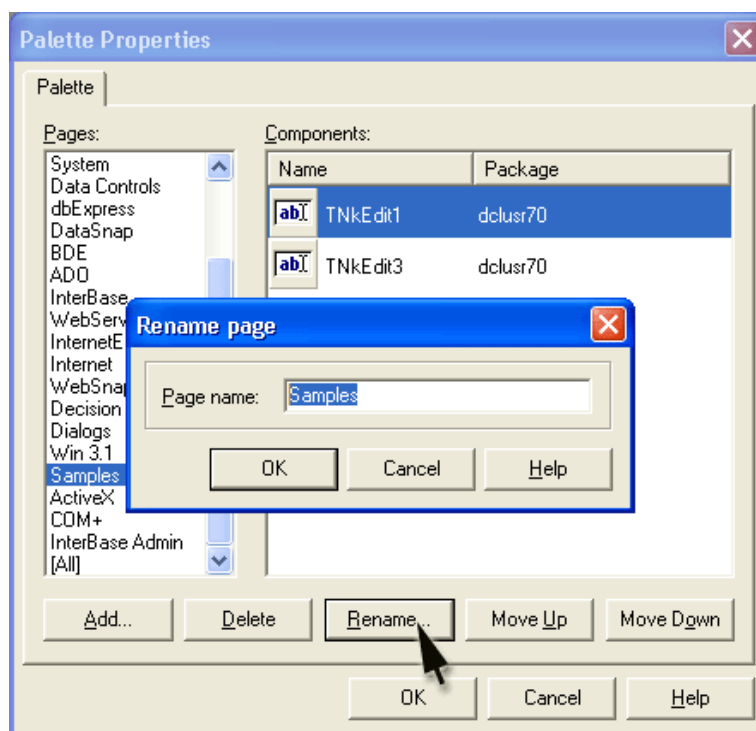 Palette Properties
Palette
Pages:
Components:
System
Data Controls
dbExpress
DataSnap
BDE
ADO
InterBase
WebServ
InternetE
Internet
WebSnap
Decision
Dialogs
Win 3.1
Samples
ActiveX
COM+
InterBase Admin
[All]
Name Package
abI TNkEdit1 dclusr70
abI TNkEdit3 dclusr70
Rename page
Page name: Samples
OK Cancel Help
Add... Delete Rename... Move Up Move Down
OK Cancel Help